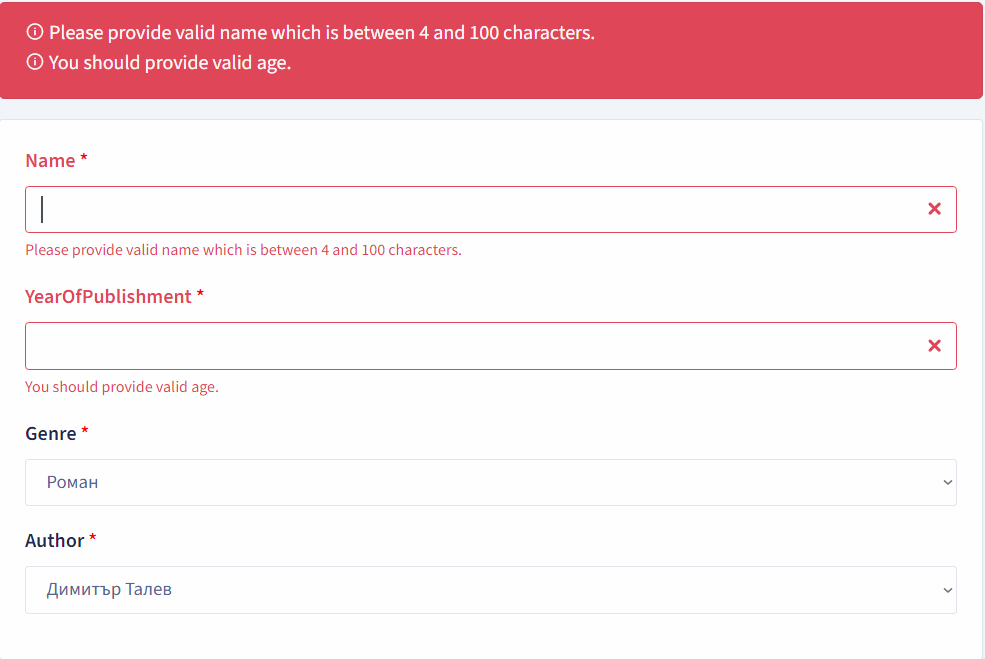 Please provide valid name which is between 4 and 100 characters.
You should provide valid age.
Name *
Please provide valid name which is between 4 and 100 characters.
YearOfPublishment *
You should provide valid age.
Genre *
Роман
Author *
Димитър Талев